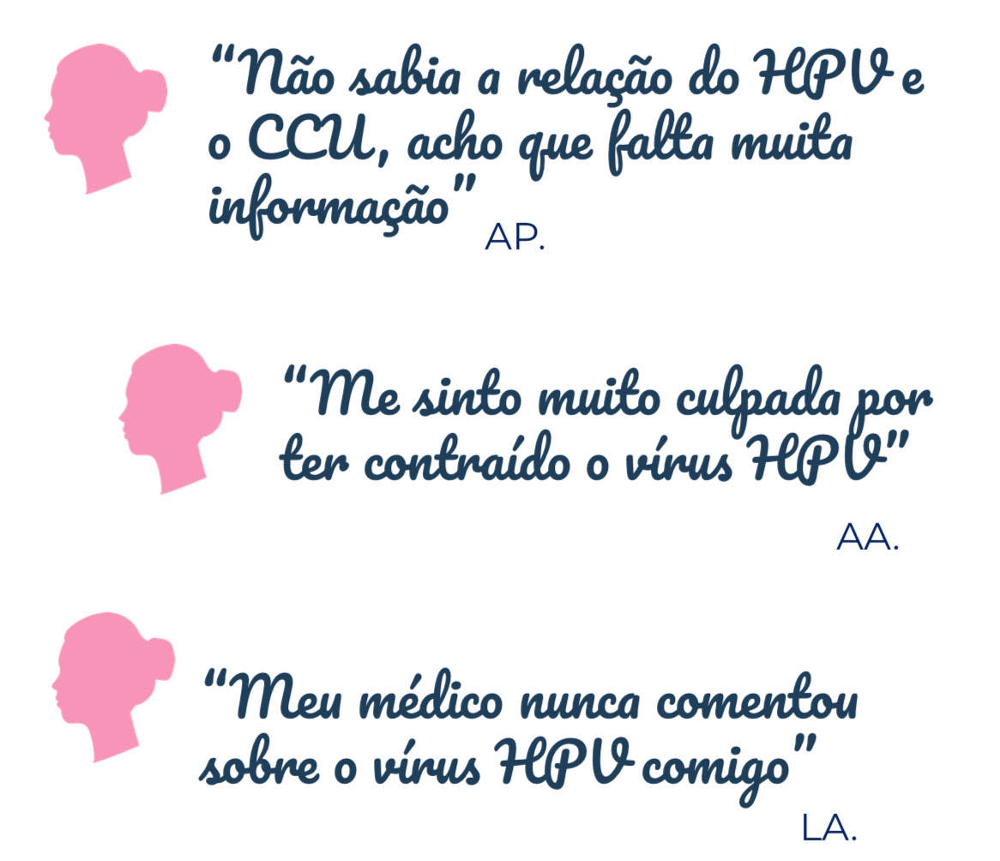 “Não sabia a relação do HPV e
o CCU, acho que falta muita
informação”
AP.
“Me sinto muito culpada por
ter contraído o vírus HPV”
AA.
“Meu médico nunca comentou
sobre o vírus HPV comigo”
LA.